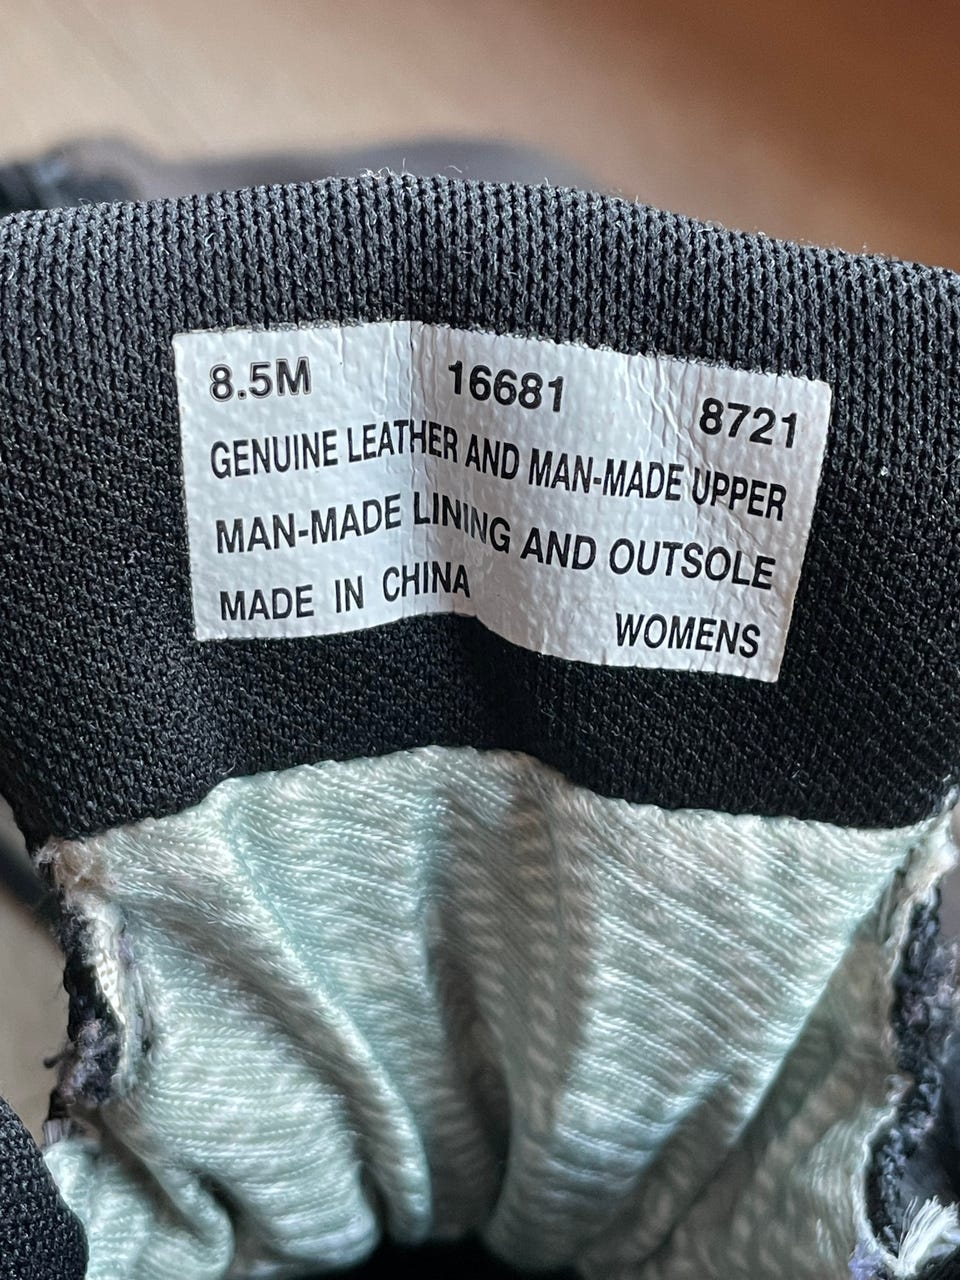 8.5M 16681 8721
GENUINE LEATHER AND MAN-MADE UPPER
MAN-MADE LINING AND OUTSOLE
MADE IN CHINA WOMENS